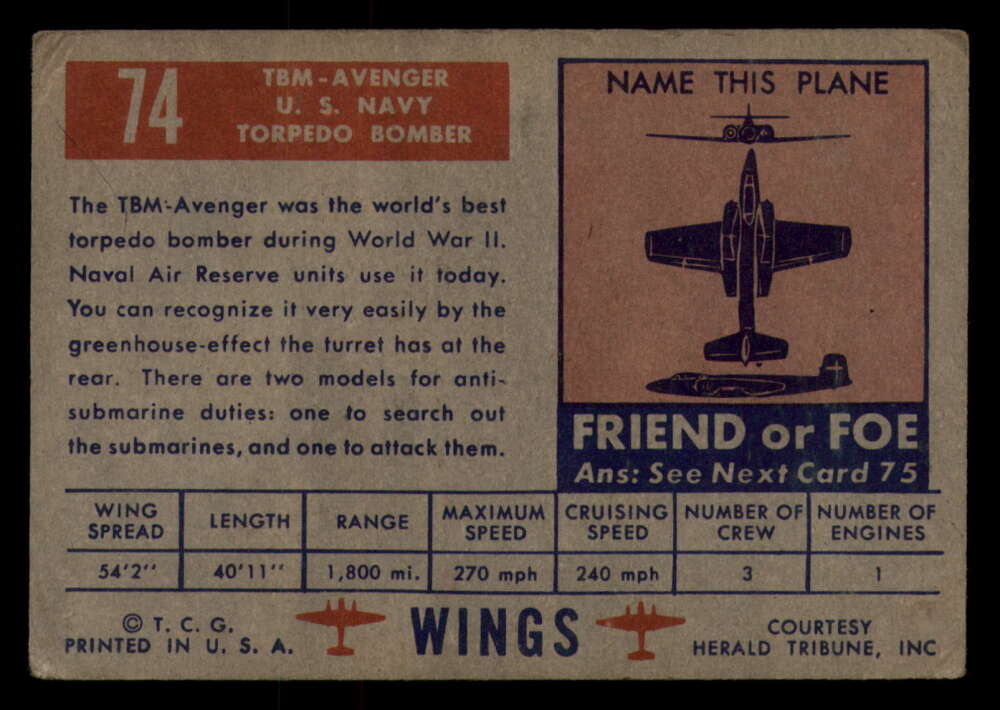 74
TBM-AVENGER
U. S. NAVY
TORPEDO BOMBER
The TBM-Avenger was the world's best
torpedo bomber during World War II.
Naval Air Reserve units use it today.
You can recognize it very easily by the
greenhouse-effect the turret has at the
rear. There are two models for anti-
submarine duties: one to search out
the submarines, and one to attack them.
NAME THIS PLANE
FRIEND or FOE
Ans: See Next Card 75
WING SPREAD LENGTH RANGE MAXIMUM SPEED CRUISING SPEED NUMBER OF CREW NUMBER OF ENGINES
54'2" 40'11" 1,800 mi. 270 mph 240 mph 3 1
© T. C. G.
PRINTED IN U. S. A.
WINGS
COURTESY
HERALD TRIBUNE, INC